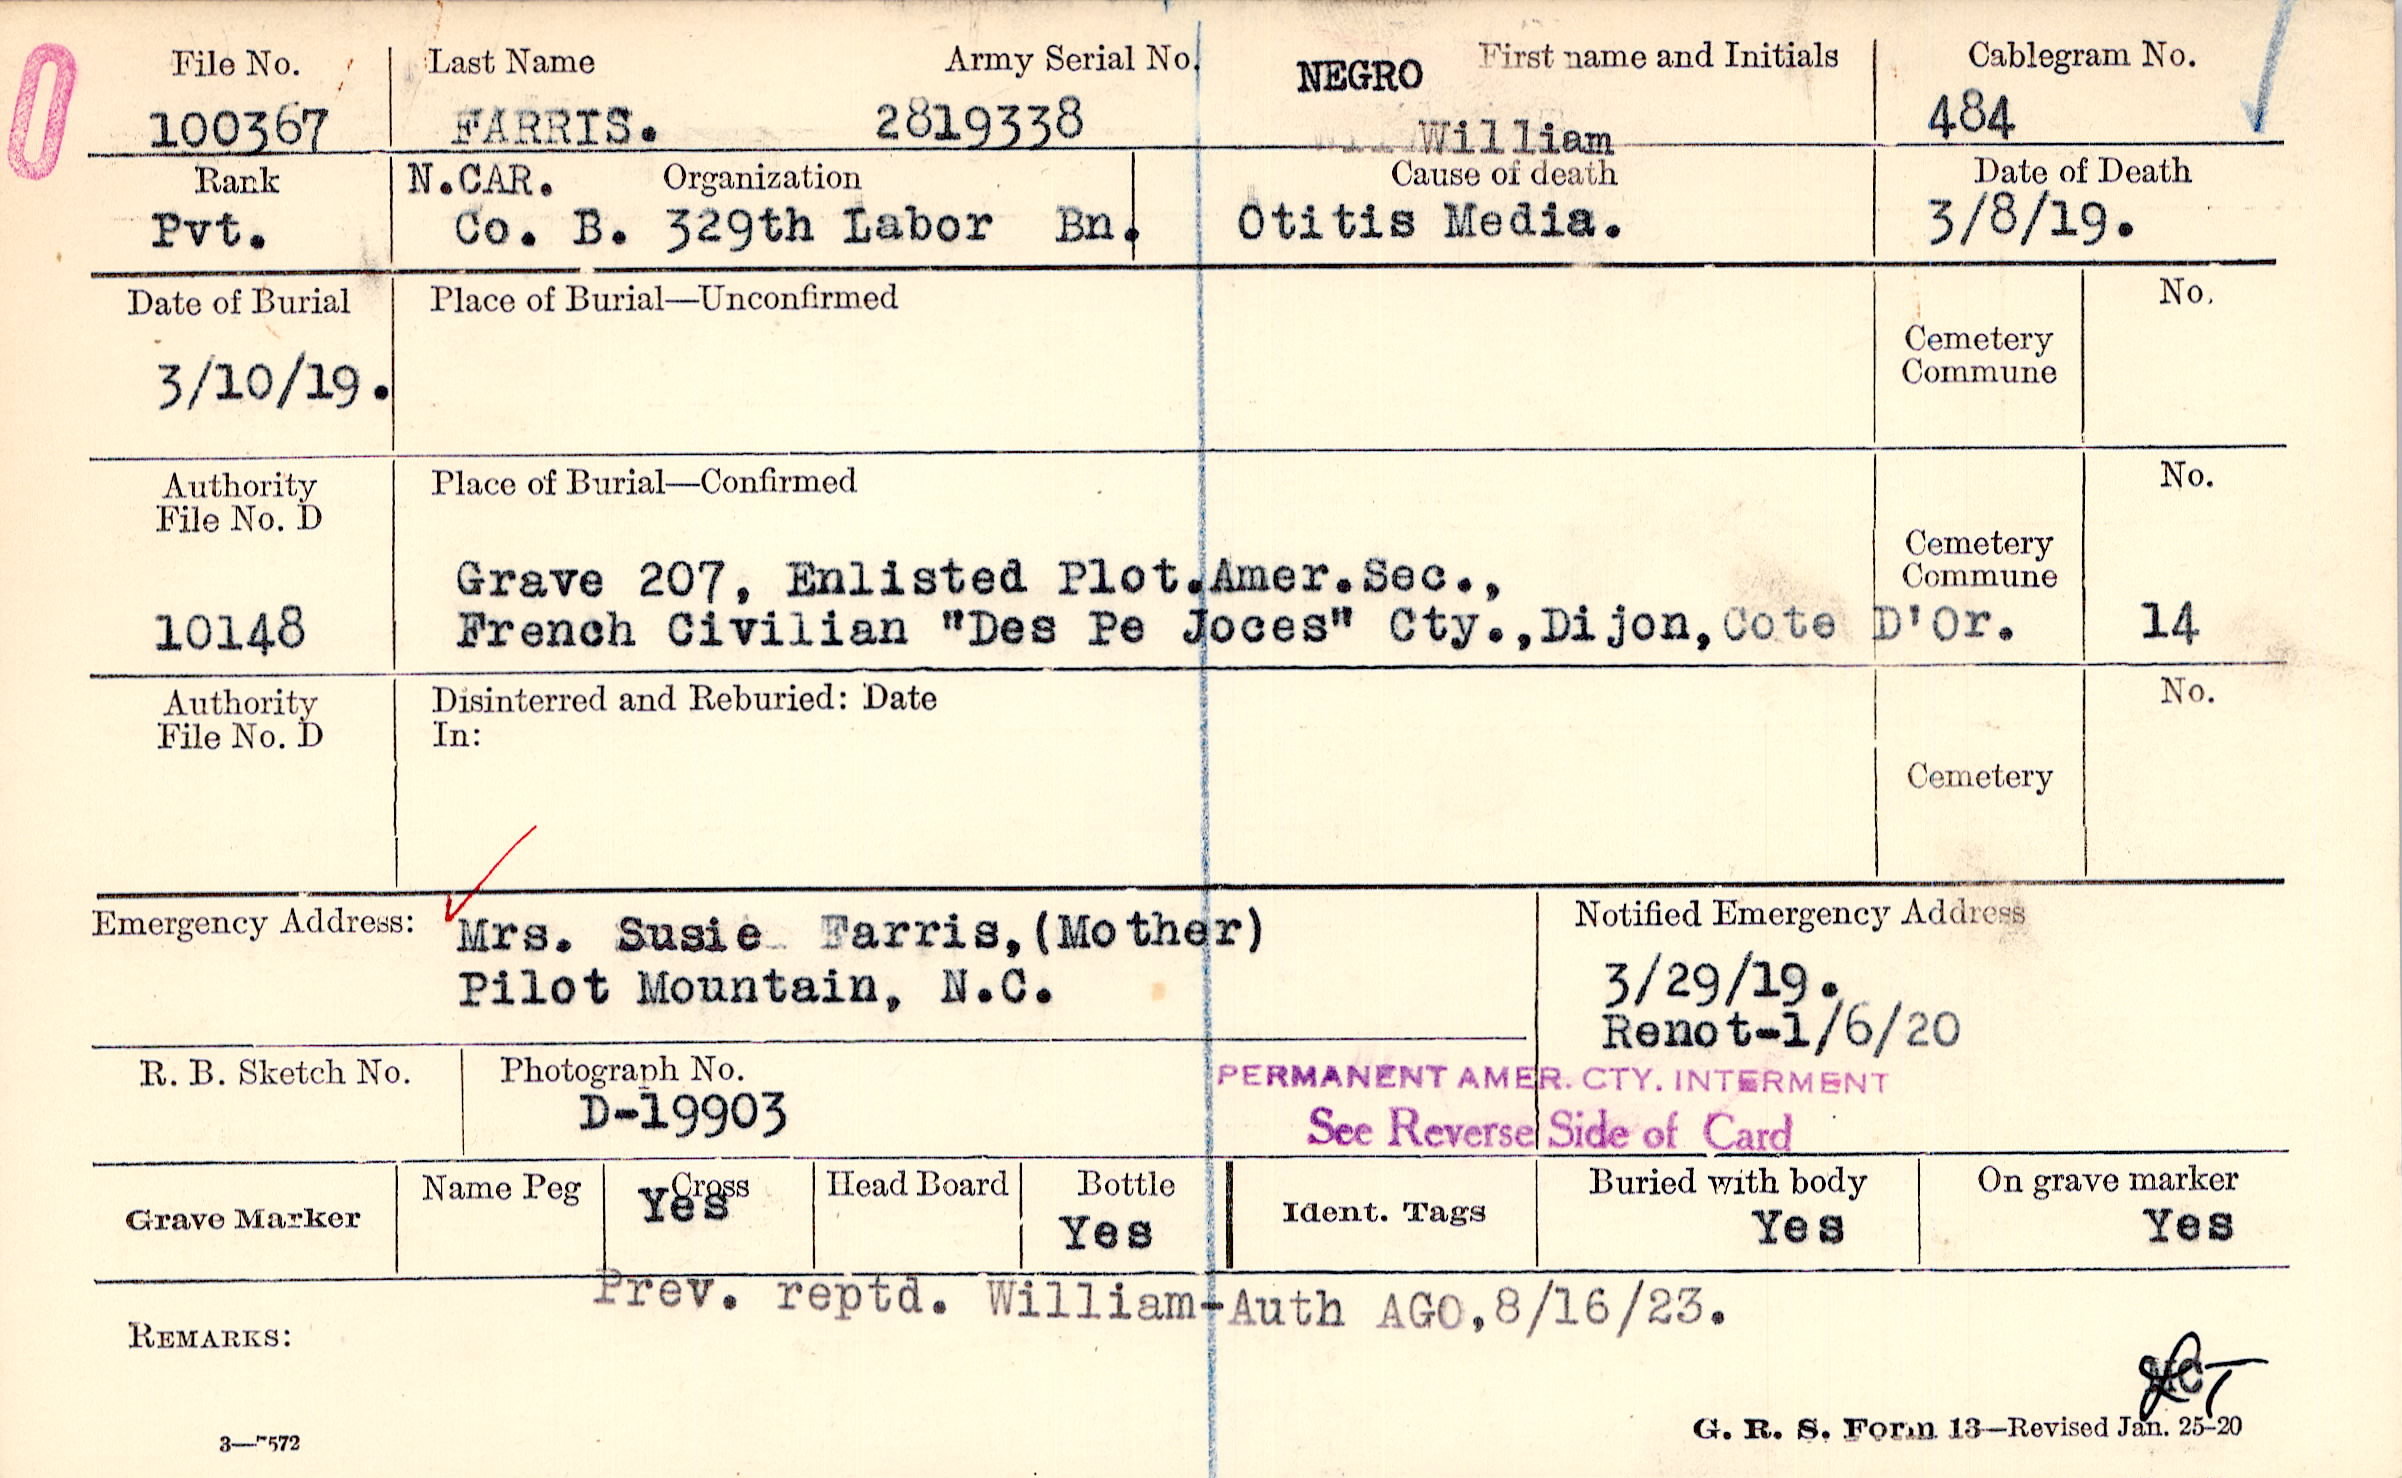 File No. Last Name Army Serial No. NEGRO First name and Initials Cablegram No.
100367 FARRIS. 2819338 William 484
Rank N.CAR. Organization Cause of death Date of Death
Pvt. Co. B. 329th Labor Bn. Otitis Media. 3/8/19.
Date of Burial Place of Burial—Unconfirmed No.
Cemetery
Commune
3/10/19.
Authority Place of Burial—Confirmed No.
File No. D
Cemetery
Commune
Grave 207, Enlisted Plot.Amer.Sec.,
10148 French Civilian "Des Pe Joces" Cty.,Dijon,Cote D'Or. 14
Authority Disinterred and Reburied: Date No.
File No. D In:
Cemetery
Emergency Address: Mrs. Susie Farris,(Mother) Notified Emergency Address
Pilot Mountain, N.C. 3/29/19.
Renot-1/6/20
R. B. Sketch No. Photograph No. PERMANENT AMER. CTY. INTERMENT
D-19903 See Reverse Side of Card
Grave Marker Name Peg Cross Head Board Bottle Ident. Tags Buried with body On grave marker
Yes Yes Yes Yes
Prev. reptd. William-Auth AGO,8/16/23.
REMARKS:
G. R. S. Form 13—Revised Jan. 25-20